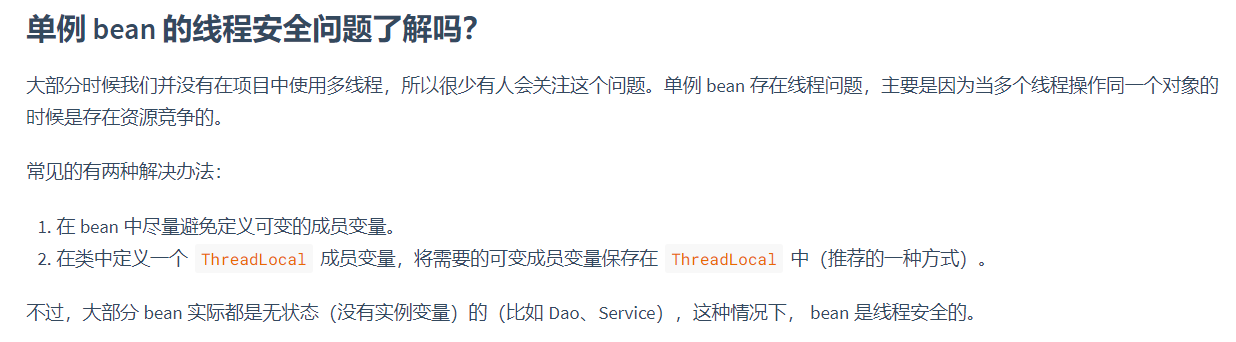 单例 bean 的线程安全问题了解吗？
大部分时候我们并没有在项目中使用多线程，所以很少有人会关注这个问题。单例 bean 存在线程问题，主要是因为当多个线程操作同一个对象的
时候是存在资源竞争的。
常见的有两种解决办法：
1. 在 bean 中尽量避免定义可变的成员变量。
2. 在类中定义一个 ThreadLocal 成员变量，将需要的可变成员变量保存在 ThreadLocal 中（推荐的一种方式）。
不过，大部分 bean 实际都是无状态（没有实例变量）的（比如 Dao、Service），这种情况下， bean 是线程安全的。